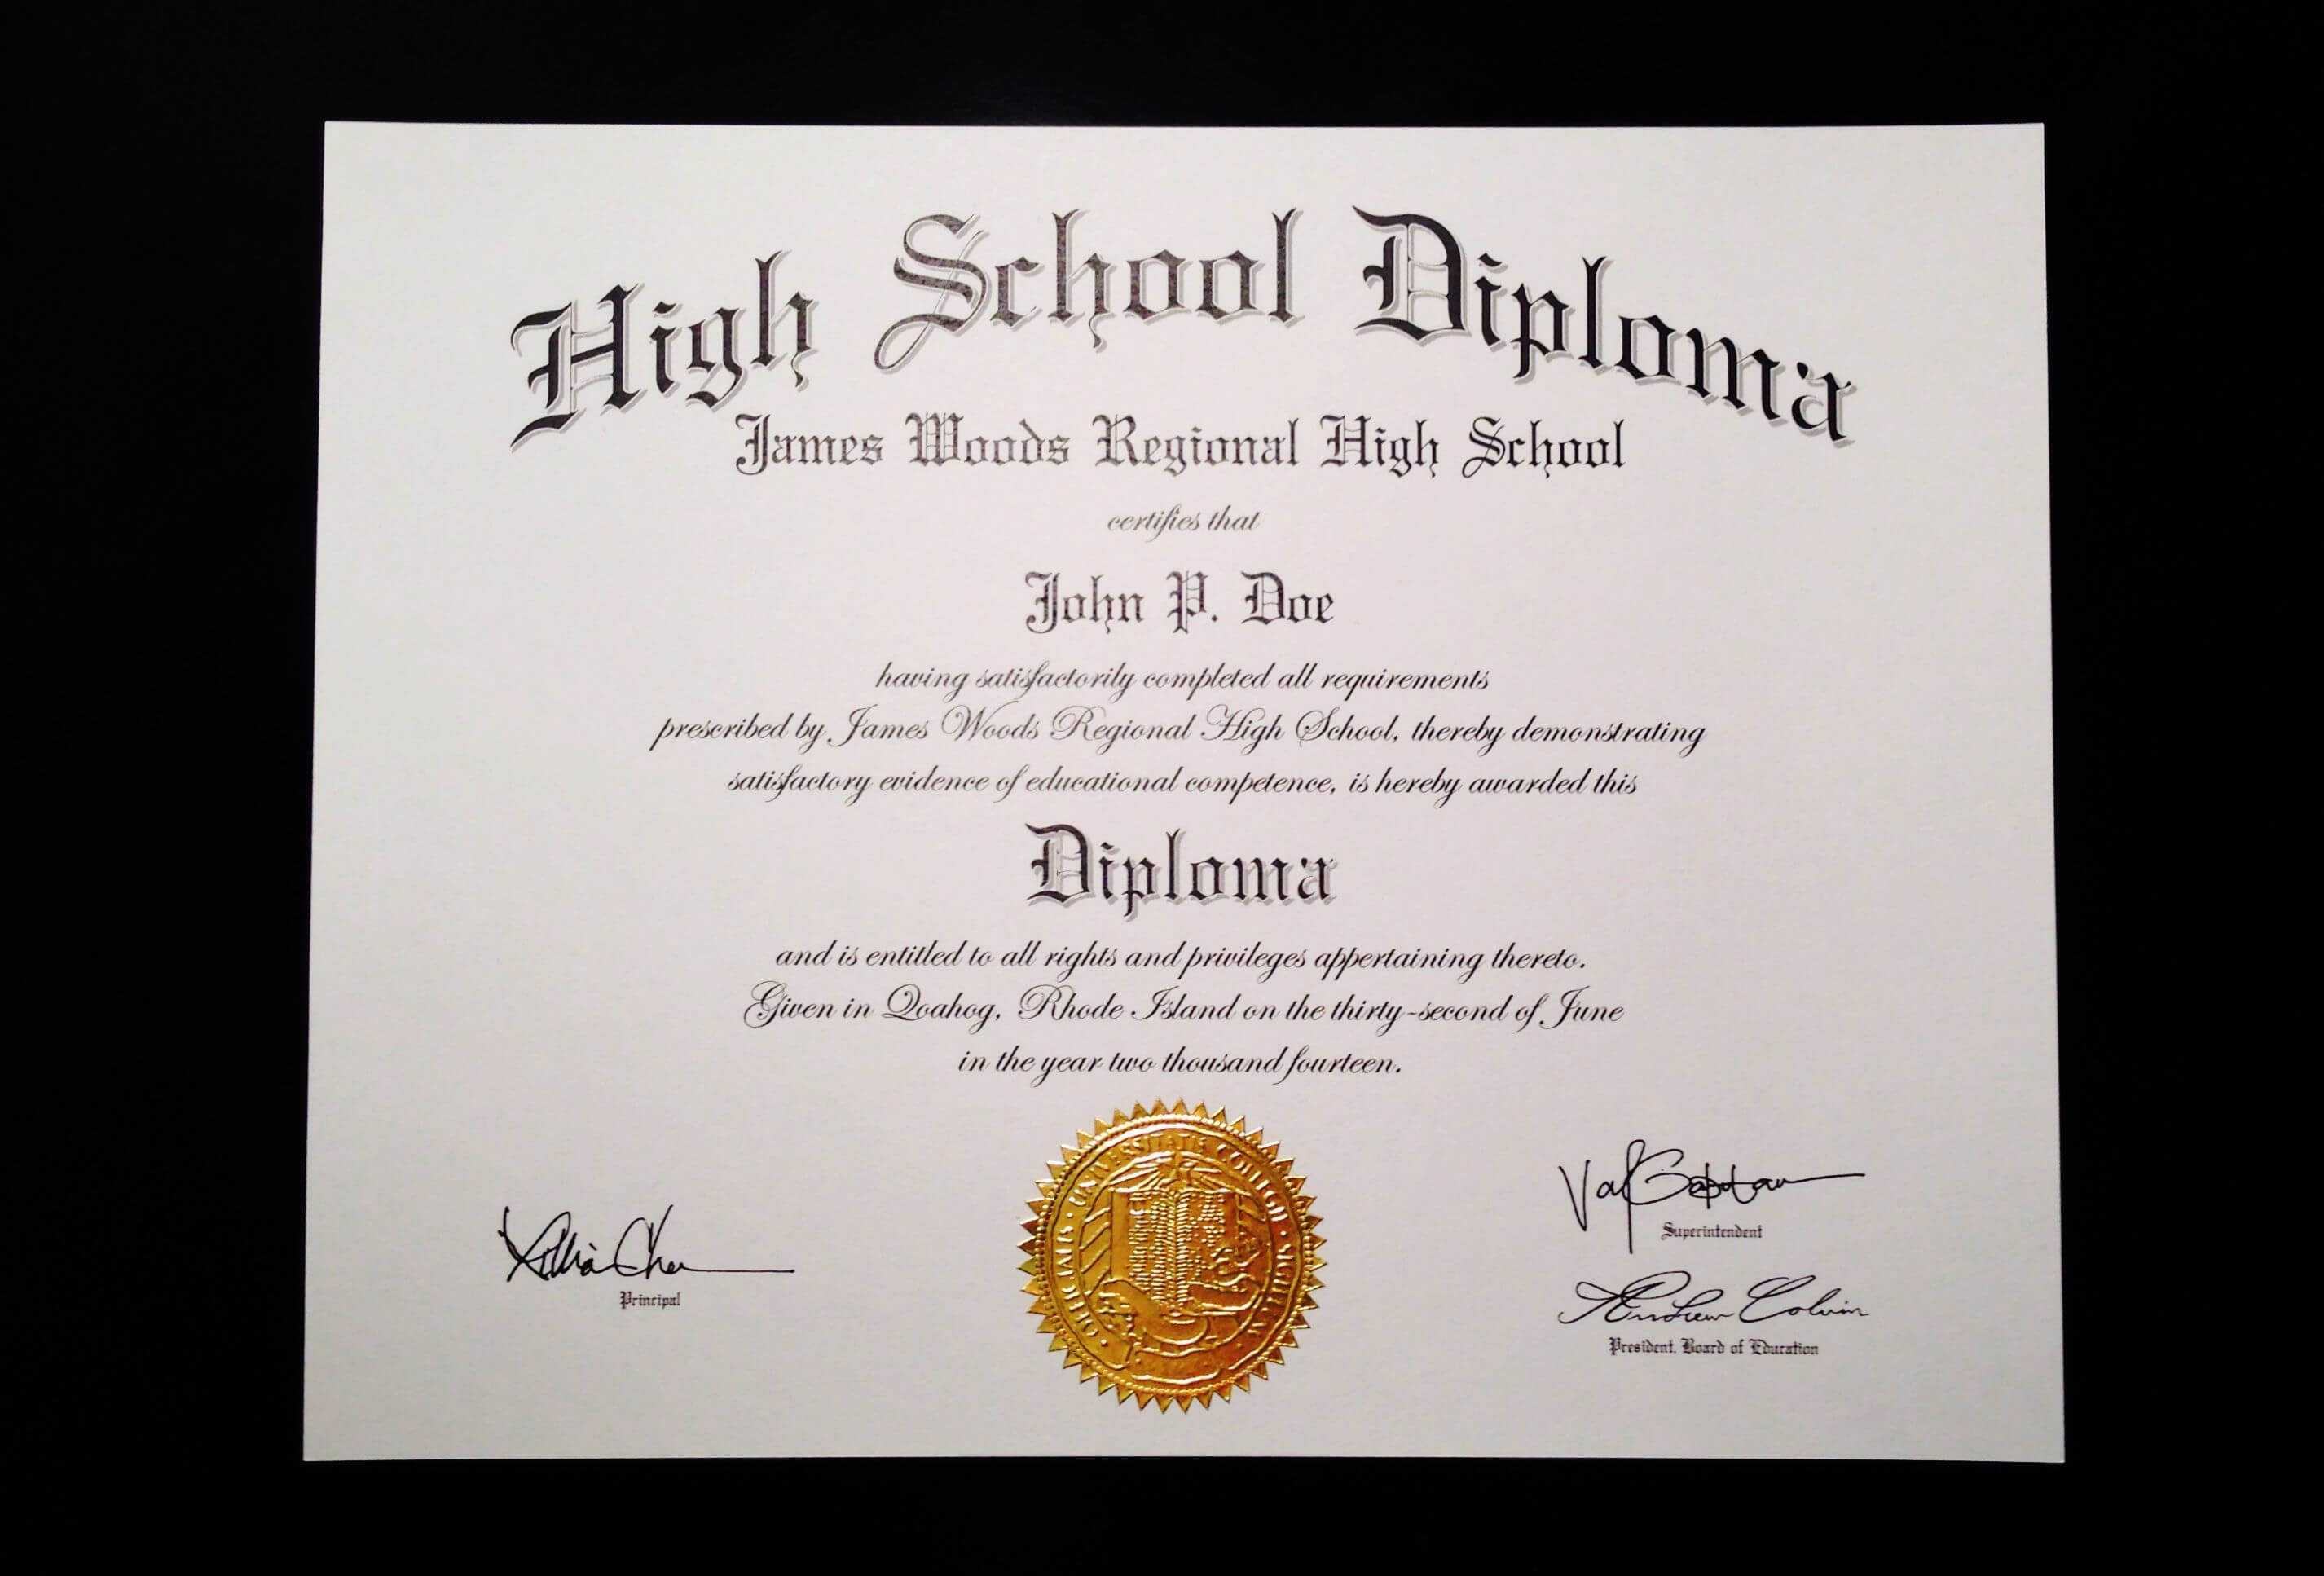 High School Diploma
James Woods Regional High School
certifies that
John P. Doe
having satisfactorily completed all requirements
prescribed by James Woods Regional High School, thereby demonstrating
satisfactory evidence of educational competence, is hereby awarded this
Diploma
and is entitled to all rights and privileges appertaining thereto.
Given in Qoahog, Rhode Island on the thirty-second of June
in the year two thousand fourteen.
Superintendent
Principal
Andrew Colvin
President, Board of Education